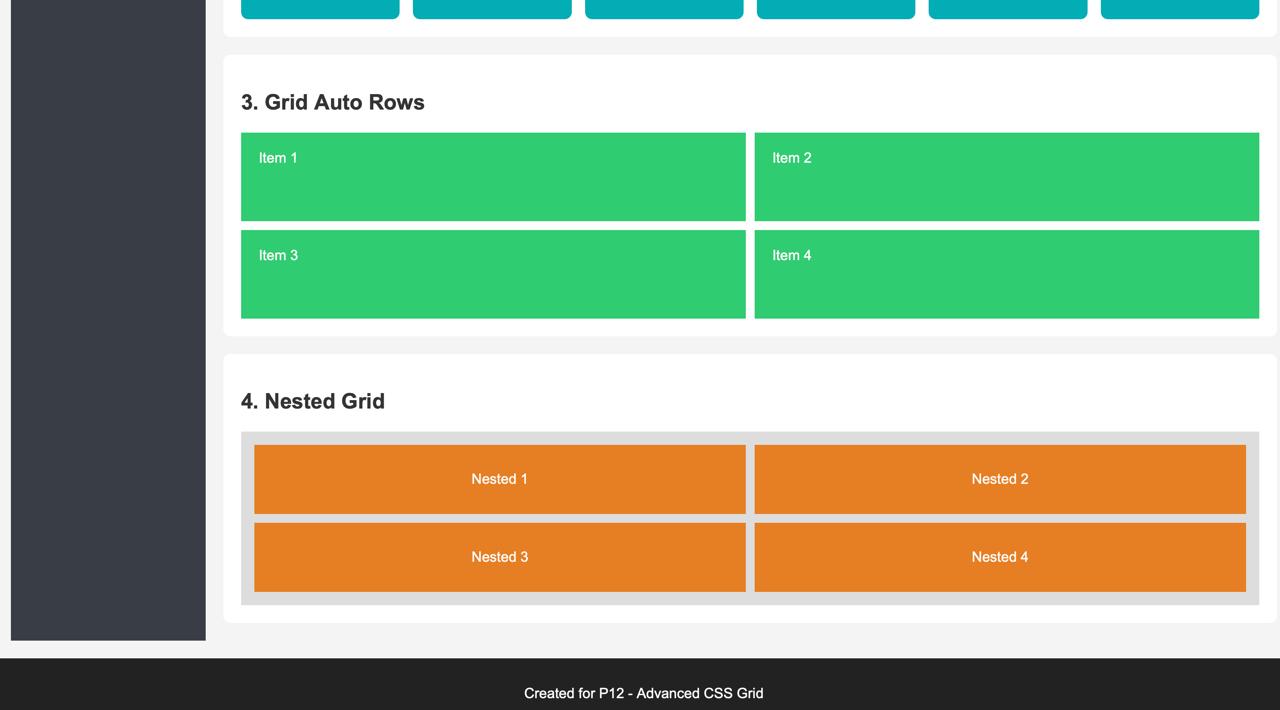 3. Grid Auto Rows
Item 1
Item 2
Item 3
Item 4
4. Nested Grid
Nested 1
Nested 2
Nested 3
Nested 4
Created for P12 - Advanced CSS Grid